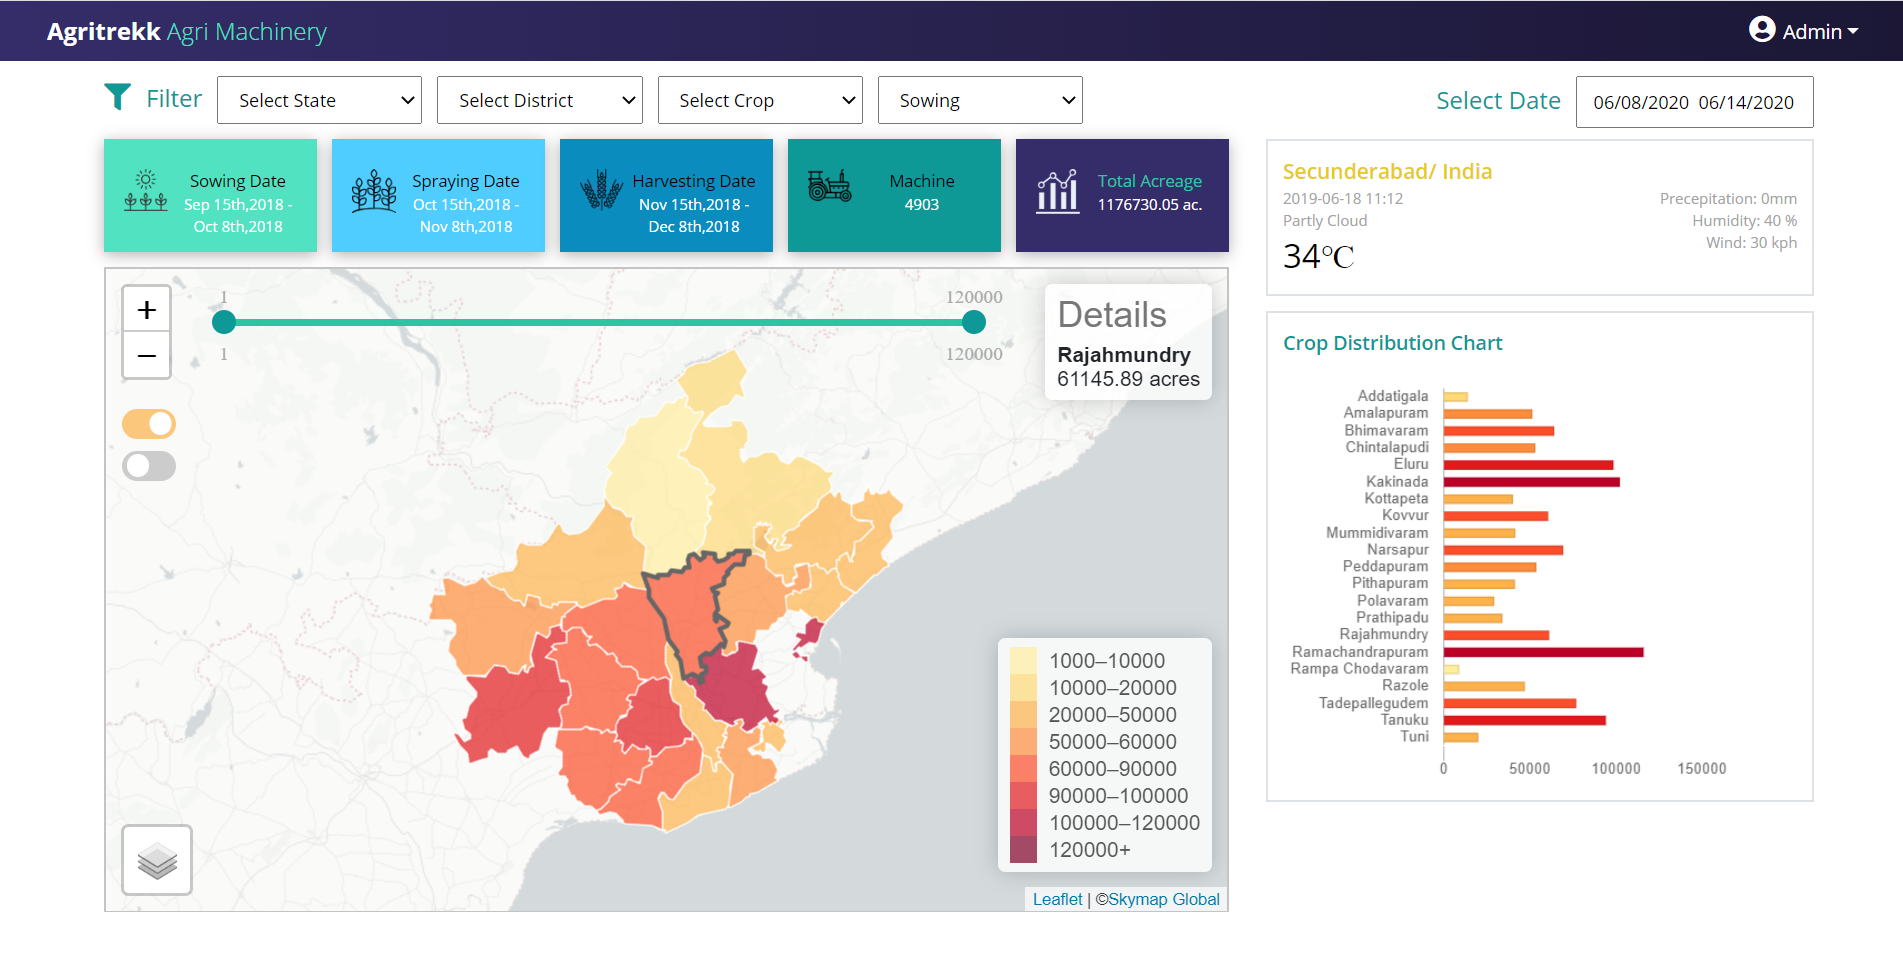 Agritrekk Agri Machinery
Admin
Filter
Select State
Select District
Select Crop
Sowing
Select Date
06/08/2020 06/14/2020
Sowing Date
Sep 15th,2018 -
Oct 8th,2018
Spraying Date
Oct 15th,2018 -
Nov 8th,2018
Harvesting Date
Nov 15th,2018 -
Dec 8th,2018
Machine
4903
Total Acreage
1176730.05 ac.
Secunderabad/ India
2019-06-18 11:12
Partly Cloud
34℃
Precepitation: 0mm
Humidity: 40 %
Wind: 30 kph
+
−
1
120000
1
120000
Details
Rajahmundry
61145.89 acres
1000–10000
10000–20000
20000–50000
50000–60000
60000–90000
90000–100000
100000–120000
120000+
Leaflet | ©Skymap Global
Crop Distribution Chart
Addatigala
Amalapuram
Bhimavaram
Chintalapudi
Eluru
Kakinada
Kottapeta
Kovvur
Mummidivaram
Narsapur
Peddapuram
Pithapuram
Polavaram
Prathipadu
Rajahmundry
Ramachandrapuram
Rampa Chodavaram
Razole
Tadepallegudem
Tanuku
Tuni
0 50000 100000 150000